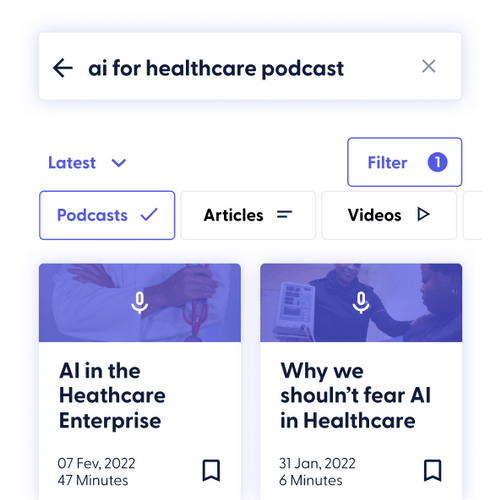 ai for healthcare podcast
Latest
Filter 1
Podcasts Articles Videos
AI in the
Heathcare
Enterprise
07 Fev, 2022
47 Minutes
Why we
shouln't fear AI
in Healthcare
31 Jan, 2022
6 Minutes